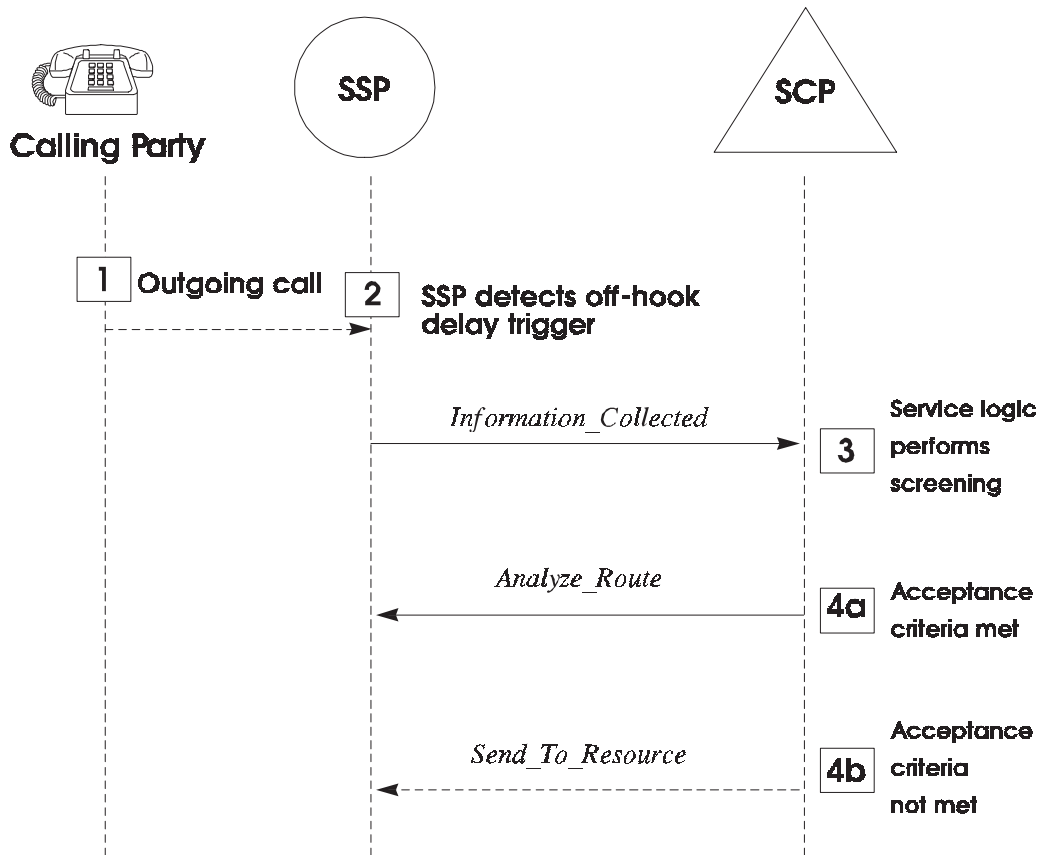 SSP
SCP
Calling Party
1
Outgoing call
2
SSP detects off-hook
delay trigger
Information_Collected
3
Service logic
performs
screening
Analyze_Route
4a
Acceptance
criteria met
Send_To_Resource
4b
Acceptance
criteria
not met